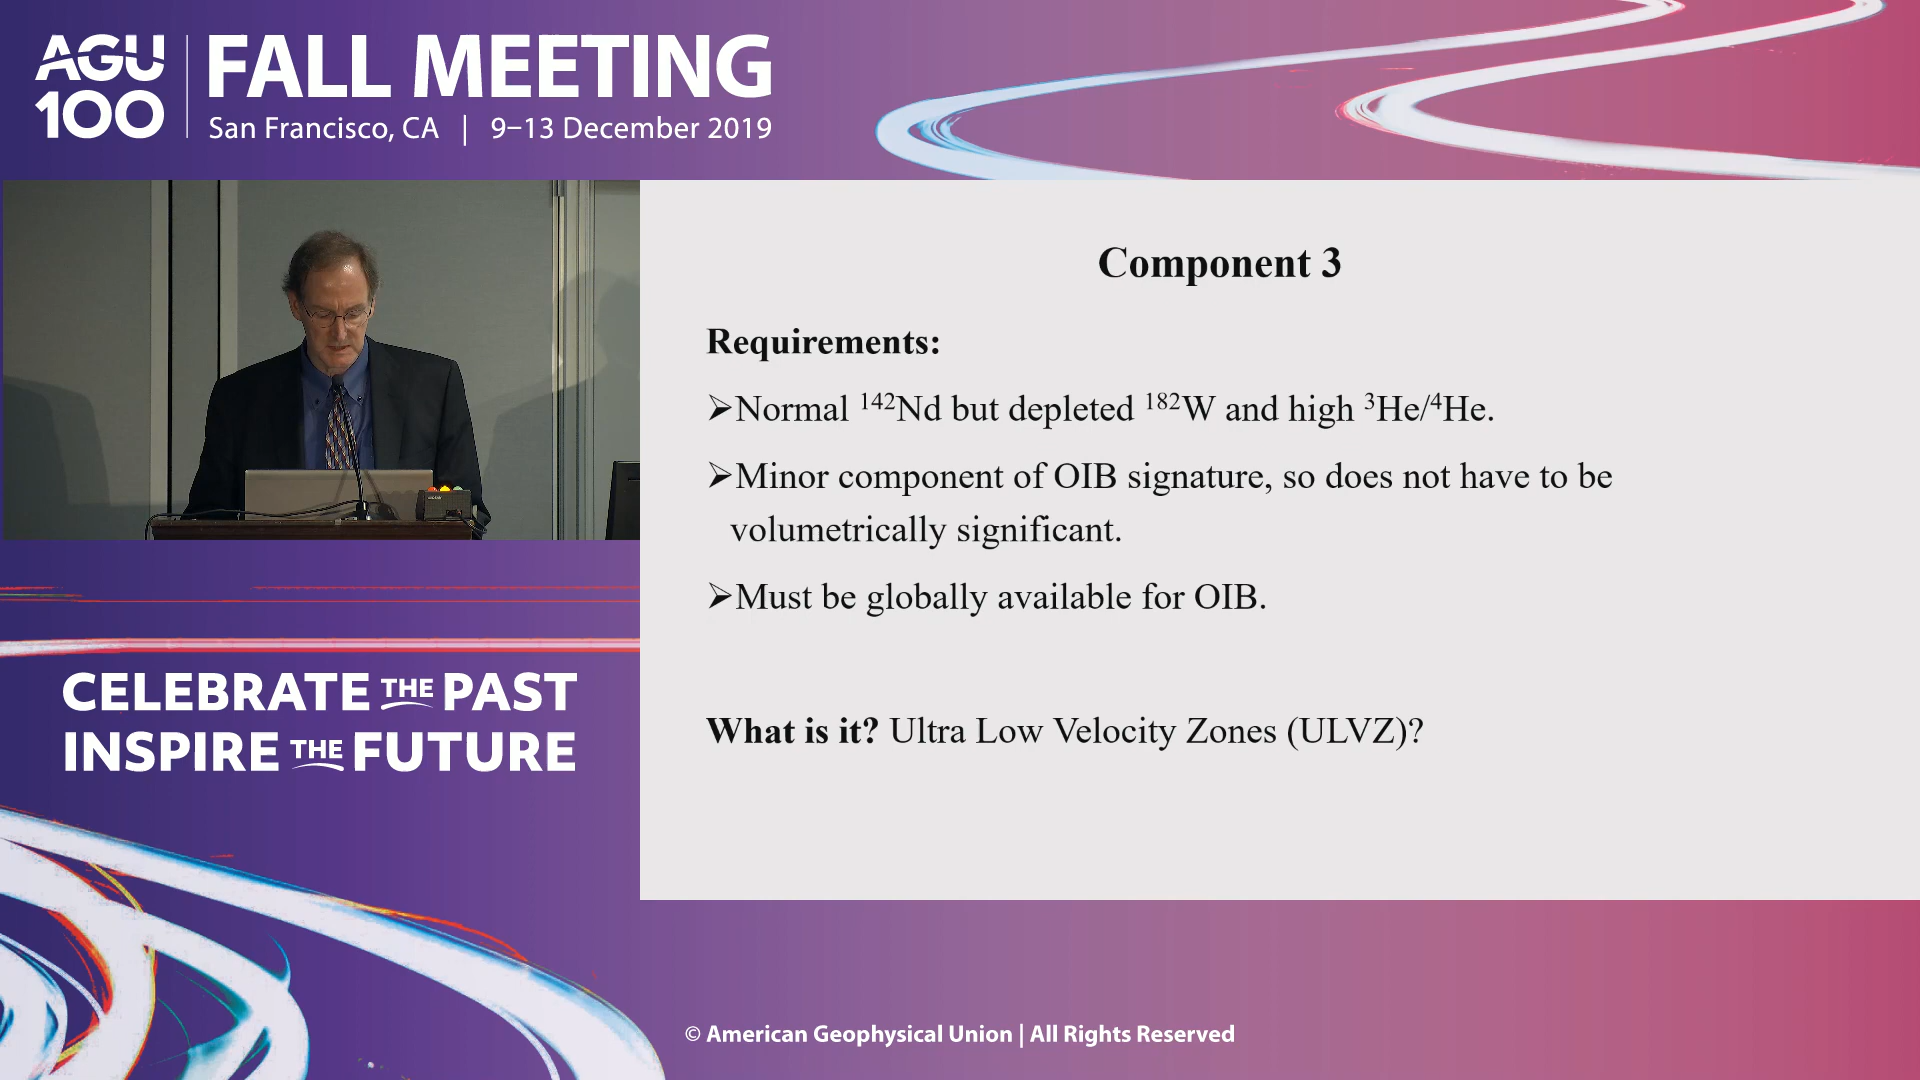 AGU
100
FALL MEETING
San Francisco, CA | 9–13 December 2019
Component 3
Requirements:
➢Normal ¹⁴²Nd but depleted ¹⁸²W and high ³He/⁴He.
➢Minor component of OIB signature, so does not have to be
volumetrically significant.
➢Must be globally available for OIB.
What is it? Ultra Low Velocity Zones (ULVZ)?
CELEBRATE THE PAST
INSPIRE THE FUTURE
© American Geophysical Union | All Rights Reserved